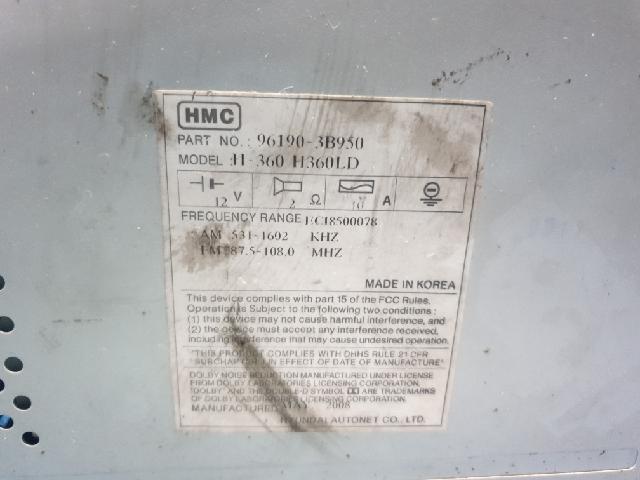 HMC
PART NO. : 96190-3B950
MODEL : H-360 H360LD
12 V 2 Ω 10 A
FREQUENCY RANGE ECI8500078
AM 531-1602 KHZ
FM 87.5-108.0 MHZ
MADE IN KOREA
This device complies with part 15 of the FCC Rules.
Operation is Subject to the following two conditions :
(1) this device may not cause harmful interference, and
(2) the device must accept any interference received,
including interference that may cause undesired operation.
"THIS PRODUCT COMPLIES WITH DHHS RULE 21 CFR
SUBCHAPTER J IN EFFECT OF DATE OF MANUFACTURE"
DOLBY NOISE REDUCTION MANUFACTURED UNDER LICENSE
FROM DOLBY LABORATORIES LICENSING CORPORATION.
"DOLBY" AND THE DOUBLE-D SYMBOL ARE TRADEMARKS
OF DOLBY LABORATORIES LICENSING CORPORATION.
MANUFACTURED MAY 2008
HYUNDAI AUTONET CO., LTD.